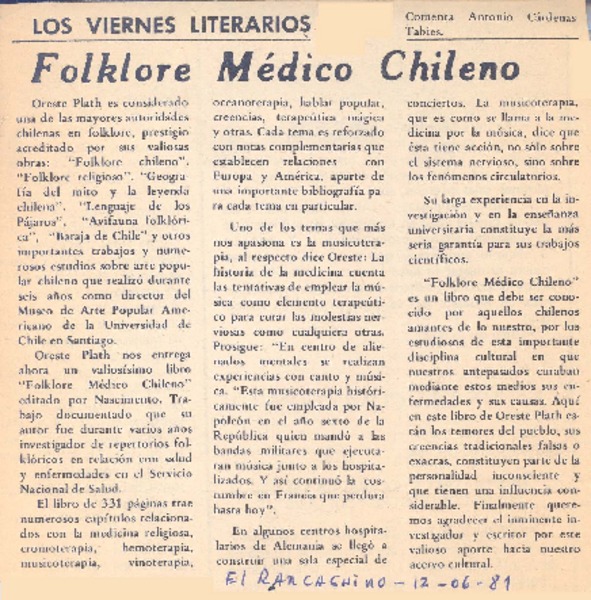 LOS VIERNES LITERARIOS
Comenta Antonio Cárdenas
Tabies.
Folklore Médico Chileno
Oreste Plath es considerado
una de las mayores autoridades
chilenas en folklore, prestigio
acreditado por sus valiosas
obras: "Folklore chileno".
"Folklore religioso". "Geogra-
fía del mito y la leyenda
chilena". "Lenguaje de los
Pájaros", "Avifauna folklóri-
ca", "Baraja de Chile" y otros
importantes trabajos y nume-
rosos estudios sobre arte popu-
lar chileno que realizó durante
seis años como director del
Museo de Arte Popular Ame-
ricano de la Universidad de
Chile en Santiago.
Oreste Plath nos entrega
ahora un valiosísimo libro
"Folklore Médico Chileno"
editado por Nascimento. Tra-
bajo documentado que su
autor fue durante varios años
investigador de repertorios fol-
klóricos en relación con salud
y enfermedades en el Servicio
Nacional de Salud.
El libro de 331 páginas trae
numerosos capítulos relaciona-
dos con la medicina religiosa,
cromoterapia, hemoterapia,
musicoterapia, vinoterapia,
oceanoterapia, hablar popular,
creencias, terapéutica mágica
y otras. Cada tema es reforzado
con notas complementarias que
establecen relaciones con
Europa y América, aparte de
una importante bibliografía pa-
ra cada tema en particular.
Uno de los temas que más
nos apasiona es la musicotera-
pia, al respecto dice Oreste: La
historia de la medicina cuenta
las tentativas de emplear la mú-
sica como elemento terapéuti-
co para curar las molestias ner-
viosas como cualquiera otras.
Prosigue: "En centro de alie-
nados mentales se realizan
experiencias con canto y músi-
ca. "Esta musicoterapia históri-
camente fue empleada por Na-
poleón en el año sexto de la
República quien mandó a las
bandas militares que ejecuta-
ran música junto a los hospita-
lizados. Y así continuó la cos-
tumbre en Francia que perdura
hasta hoy".
En algunos centros hospita-
larios de Alemania se llegó a
construir una sala especial de
conciertos. La musicoterapia,
que es como se llama a la me-
dicina por la música, dice que
ésta tiene acción, no sólo sobre
el sistema nervioso, sino sobre
los fenómenos circulatorios.
Su larga experiencia en la in-
vestigación y en la enseñanza
universitaria constituye la más
seria garantía para sus trabajos
científicos.
"Folklore Médico Chileno"
es un libro que debe ser cono-
cido por aquellos chilenos
amantes de lo nuestro, por los
estudiosos de esta importante
disciplina cultural en que
nuestros antepasados curaban
mediante estos medios sus en-
fermedades y sus causas. Aquí
en este libro de Oreste Plath es-
rán los temores del pueblo, sus
creencias tradicionales falsos o
exacras, constituyen parte de la
personalidad inconsciente y
que tienen una influencia con-
siderable. Finalmente quere-
mos agradecer el inminente in-
vestigador y escritor por este
valioso aporte hacia nuestro
acervo cultural.
El RANCAGUINO - 12-06-81